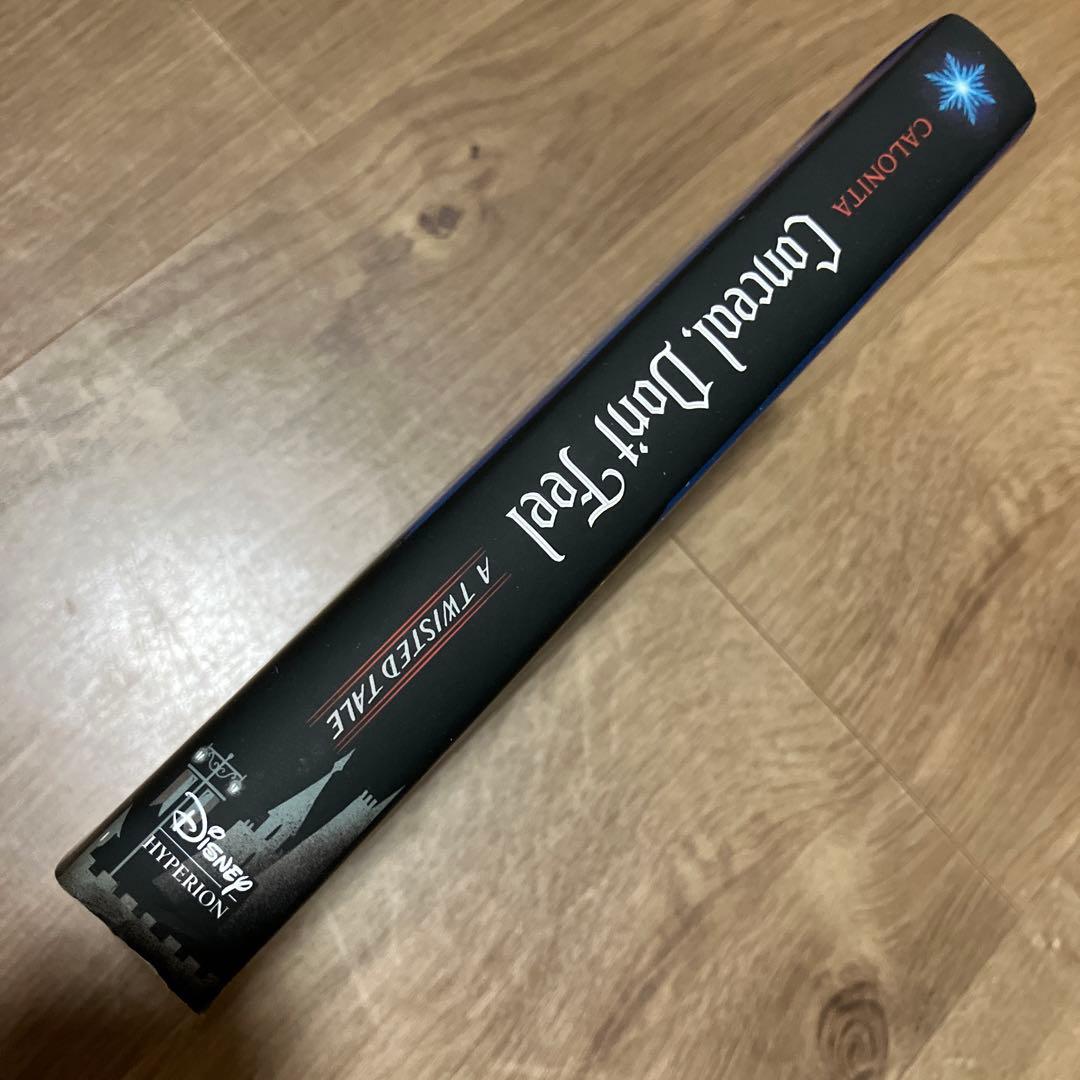 CALONITA
Conceal, Don't Feel
A TWISTED TALE
Disney
HYPERION